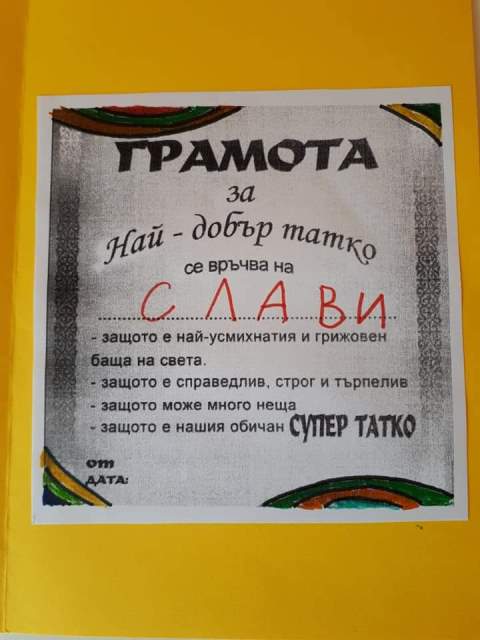 ГРАМОТА
за
Най - добър татко
се връчва на
СЛАВИ
- защото е най-усмихнатия и грижовен
баща на света.
- защото е справедлив, строг и търпелив
- защото може много неща
- защото е нашия обичан СУПЕР ТАТКО
от
ДАТА: